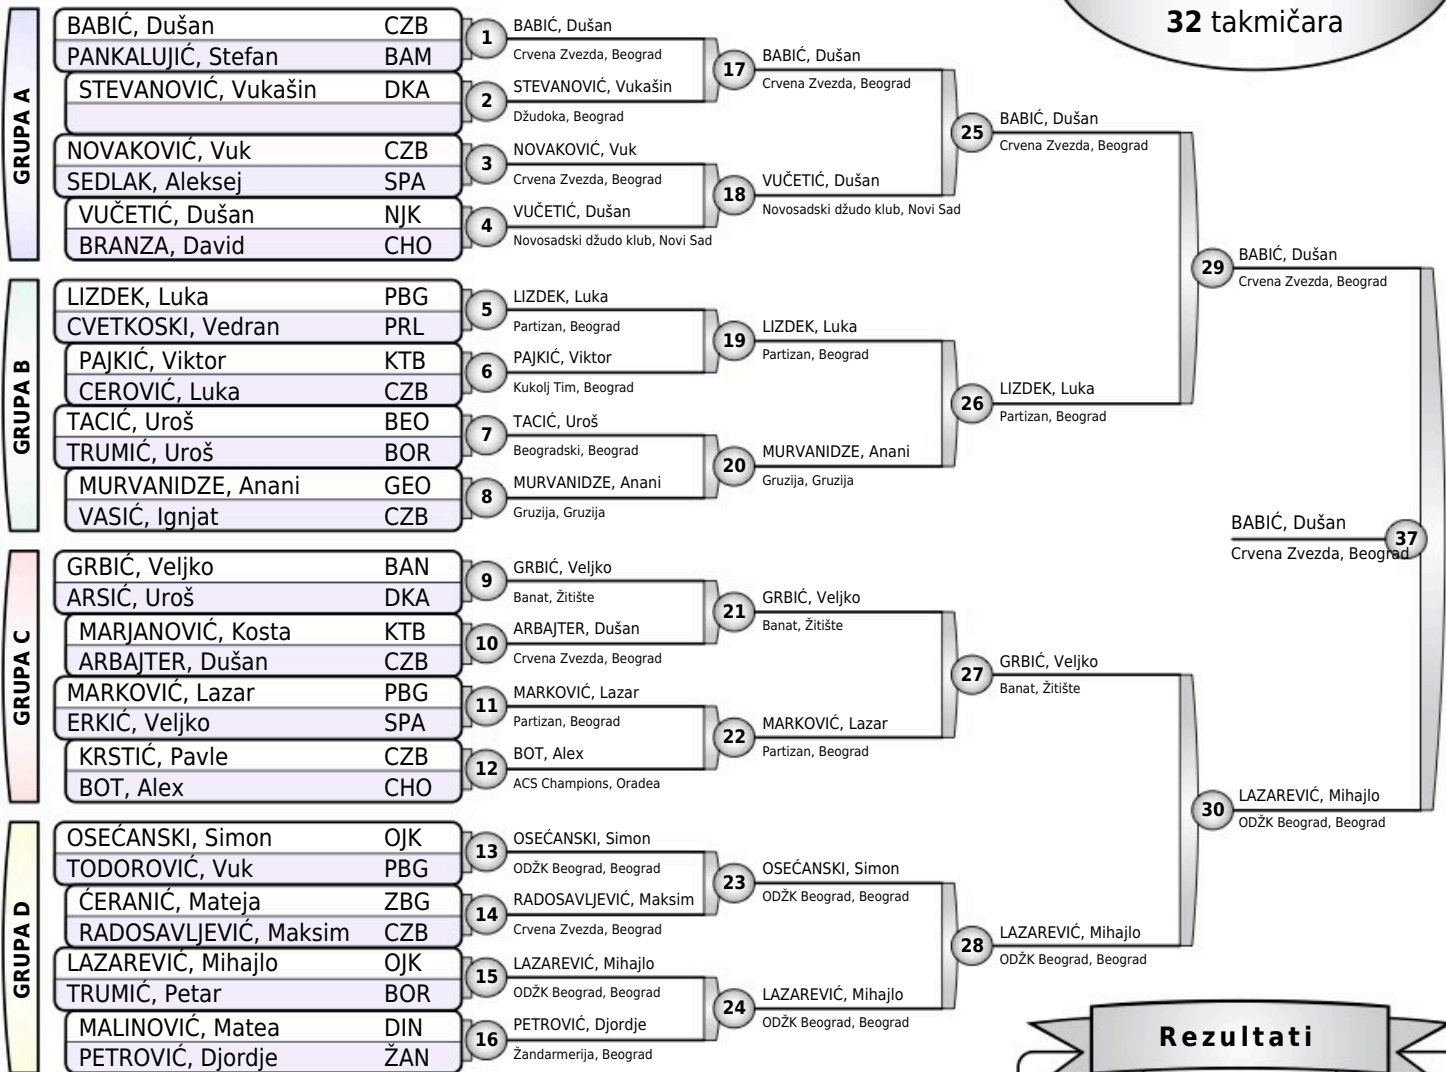 32 takmičara
GRUPA A
BABIĆ, Dušan CZB
PANKALUJIĆ, Stefan BAM
STEVANOVIĆ, Vukašin DKA
NOVAKOVIĆ, Vuk CZB
SEDLAK, Aleksej SPA
VUČETIĆ, Dušan NJK
BRANZA, David CHO
GRUPA B
LIZDEK, Luka PBG
CVETKOSKI, Vedran PRL
PAJKIĆ, Viktor KTB
CEROVIĆ, Luka CZB
TACIĆ, Uroš BEO
TRUMIĆ, Uroš BOR
MURVANIDZE, Anani GEO
VASIĆ, Ignjat CZB
GRUPA C
GRBIĆ, Veljko BAN
ARSIĆ, Uroš DKA
MARJANOVIĆ, Kosta KTB
ARBAJTER, Dušan CZB
MARKOVIĆ, Lazar PBG
ERKIĆ, Veljko SPA
KRSTIĆ, Pavle CZB
BOT, Alex CHO
GRUPA D
OSEĆANSKI, Simon OJK
TODOROVIĆ, Vuk PBG
ĆERANIĆ, Mateja ZBG
RADOSAVLJEVIĆ, Maksim CZB
LAZAREVIĆ, Mihajlo OJK
TRUMIĆ, Petar BOR
MALINOVIĆ, Matea DIN
PETROVIĆ, Djordje ŽAN
1 BABIĆ, Dušan
Crvena Zvezda, Beograd
2 STEVANOVIĆ, Vukašin
Džudoka, Beograd
3 NOVAKOVIĆ, Vuk
Crvena Zvezda, Beograd
4 VUČETIĆ, Dušan
Novosadski džudo klub, Novi Sad
5 LIZDEK, Luka
Partizan, Beograd
6 PAJKIĆ, Viktor
Kukolj Tim, Beograd
7 TACIĆ, Uroš
Beogradski, Beograd
8 MURVANIDZE, Anani
Gruzija, Gruzija
9 GRBIĆ, Veljko
Banat, Žitište
10 ARBAJTER, Dušan
Crvena Zvezda, Beograd
11 MARKOVIĆ, Lazar
Partizan, Beograd
12 BOT, Alex
ACS Champions, Oradea
13 OSEĆANSKI, Simon
ODŽK Beograd, Beograd
14 RADOSAVLJEVIĆ, Maksim
Crvena Zvezda, Beograd
15 LAZAREVIĆ, Mihajlo
ODŽK Beograd, Beograd
16 PETROVIĆ, Djordje
Žandarmerija, Beograd
17 BABIĆ, Dušan
Crvena Zvezda, Beograd
18 VUČETIĆ, Dušan
Novosadski džudo klub, Novi Sad
19 LIZDEK, Luka
Partizan, Beograd
20 MURVANIDZE, Anani
Gruzija, Gruzija
21 GRBIĆ, Veljko
Banat, Žitište
22 MARKOVIĆ, Lazar
Partizan, Beograd
23 OSEĆANSKI, Simon
ODŽK Beograd, Beograd
24 LAZAREVIĆ, Mihajlo
ODŽK Beograd, Beograd
25 BABIĆ, Dušan
Crvena Zvezda, Beograd
26 LIZDEK, Luka
Partizan, Beograd
27 GRBIĆ, Veljko
Banat, Žitište
28 LAZAREVIĆ, Mihajlo
ODŽK Beograd, Beograd
29 BABIĆ, Dušan
Crvena Zvezda, Beograd
30 LAZAREVIĆ, Mihajlo
ODŽK Beograd, Beograd
BABIĆ, Dušan 37
Crvena Zvezda, Beograd
Rezultati